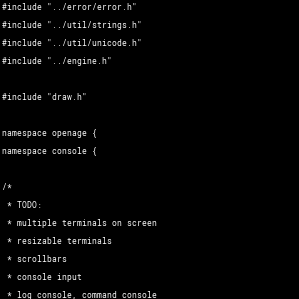 #include "../error/error.h"
#include "../util/strings.h"
#include "../util/unicode.h"
#include "../engine.h"
#include "draw.h"
namespace openage {
namespace console {
/*
 * TODO:
 * multiple terminals on screen
 * resizable terminals
 * scrollbars
 * console input
 * log console, command console